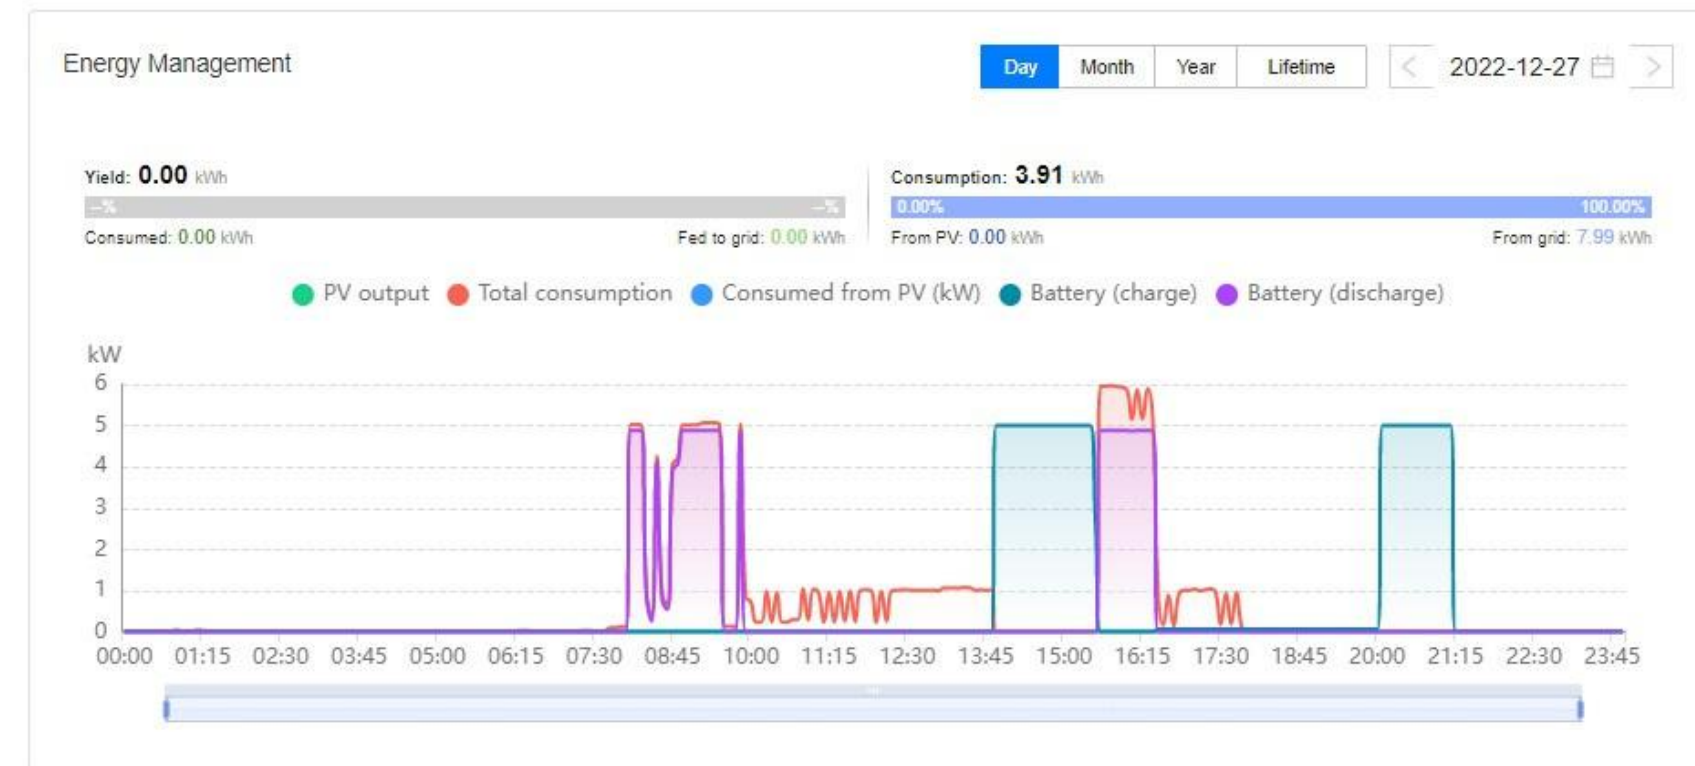 Energy Management
Day Month Year Lifetime < 2022-12-27 >
Yield: 0.00 kWh
--% --%
Consumed: 0.00 kWh Fed to grid: 0.00 kWh
Consumption: 3.91 kWh
0.00% 100.00%
From PV: 0.00 kWh From grid: 7.99 kWh
PV output Total consumption Consumed from PV (kW) Battery (charge) Battery (discharge)
kW
6
5
4
3
2
1
0
00:00 01:15 02:30 03:45 05:00 06:15 07:30 08:45 10:00 11:15 12:30 13:45 15:00 16:15 17:30 18:45 20:00 21:15 22:30 23:45